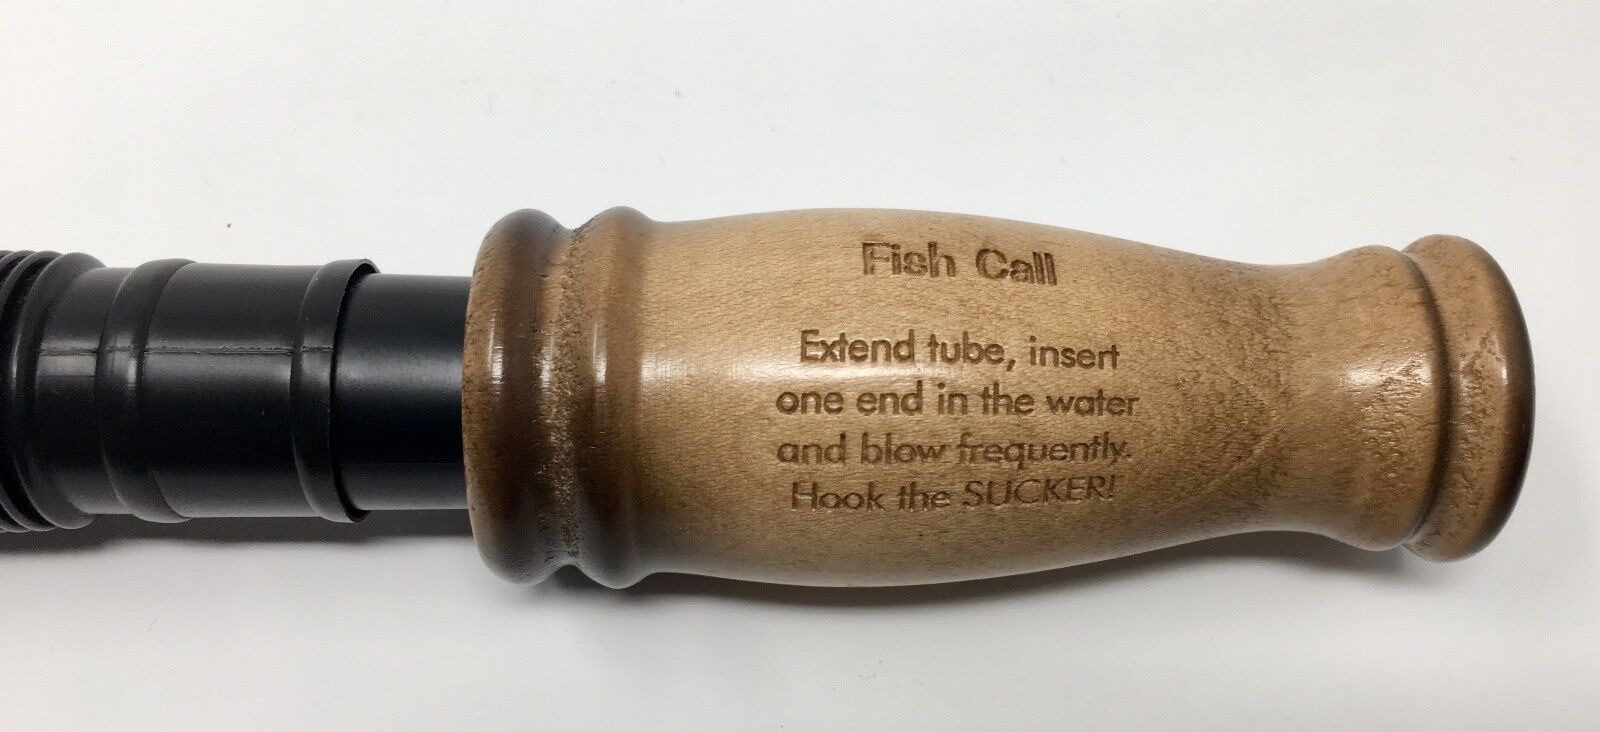 Fish Call
Extend tube, insert
one end in the water
and blow frequently.
Hook the SUCKER!